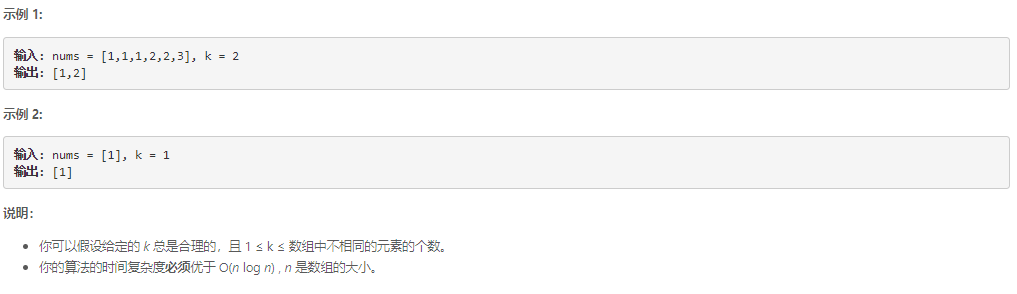 示例 1:
输入: nums = [1,1,1,2,2,3], k = 2
输出: [1,2]
示例 2:
输入: nums = [1], k = 1
输出: [1]
说明：
• 你可以假设给定的 k 总是合理的，且 1 ≤ k ≤ 数组中不相同的元素的个数。
• 你的算法的时间复杂度必须优于 O(n log n) , n 是数组的大小。